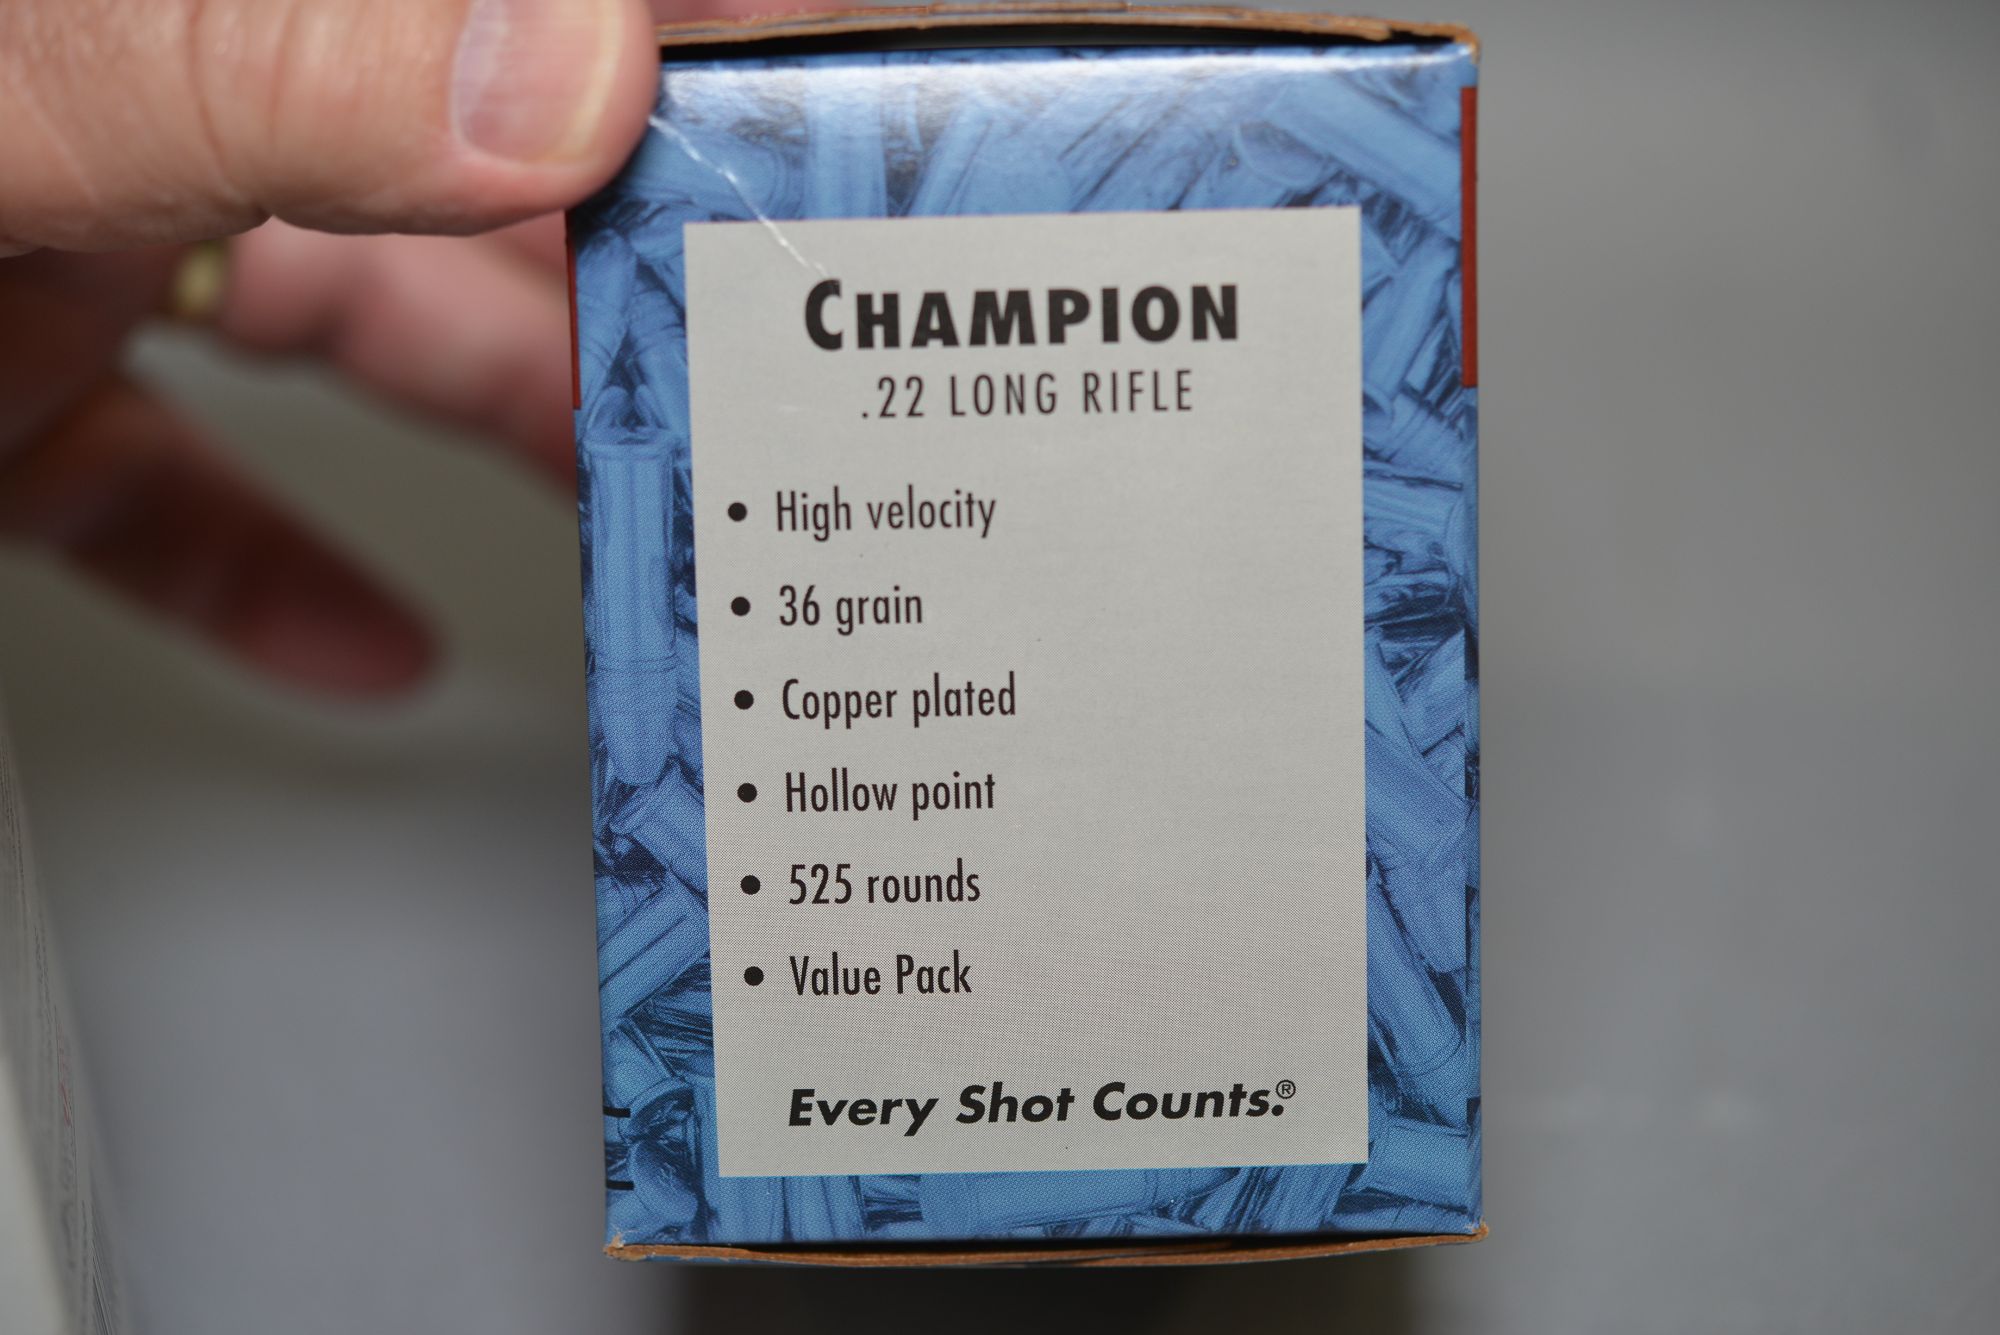 CHAMPION
.22 LONG RIFLE
• High velocity
• 36 grain
• Copper plated
• Hollow point
• 525 rounds
• Value Pack
Every Shot Counts.®